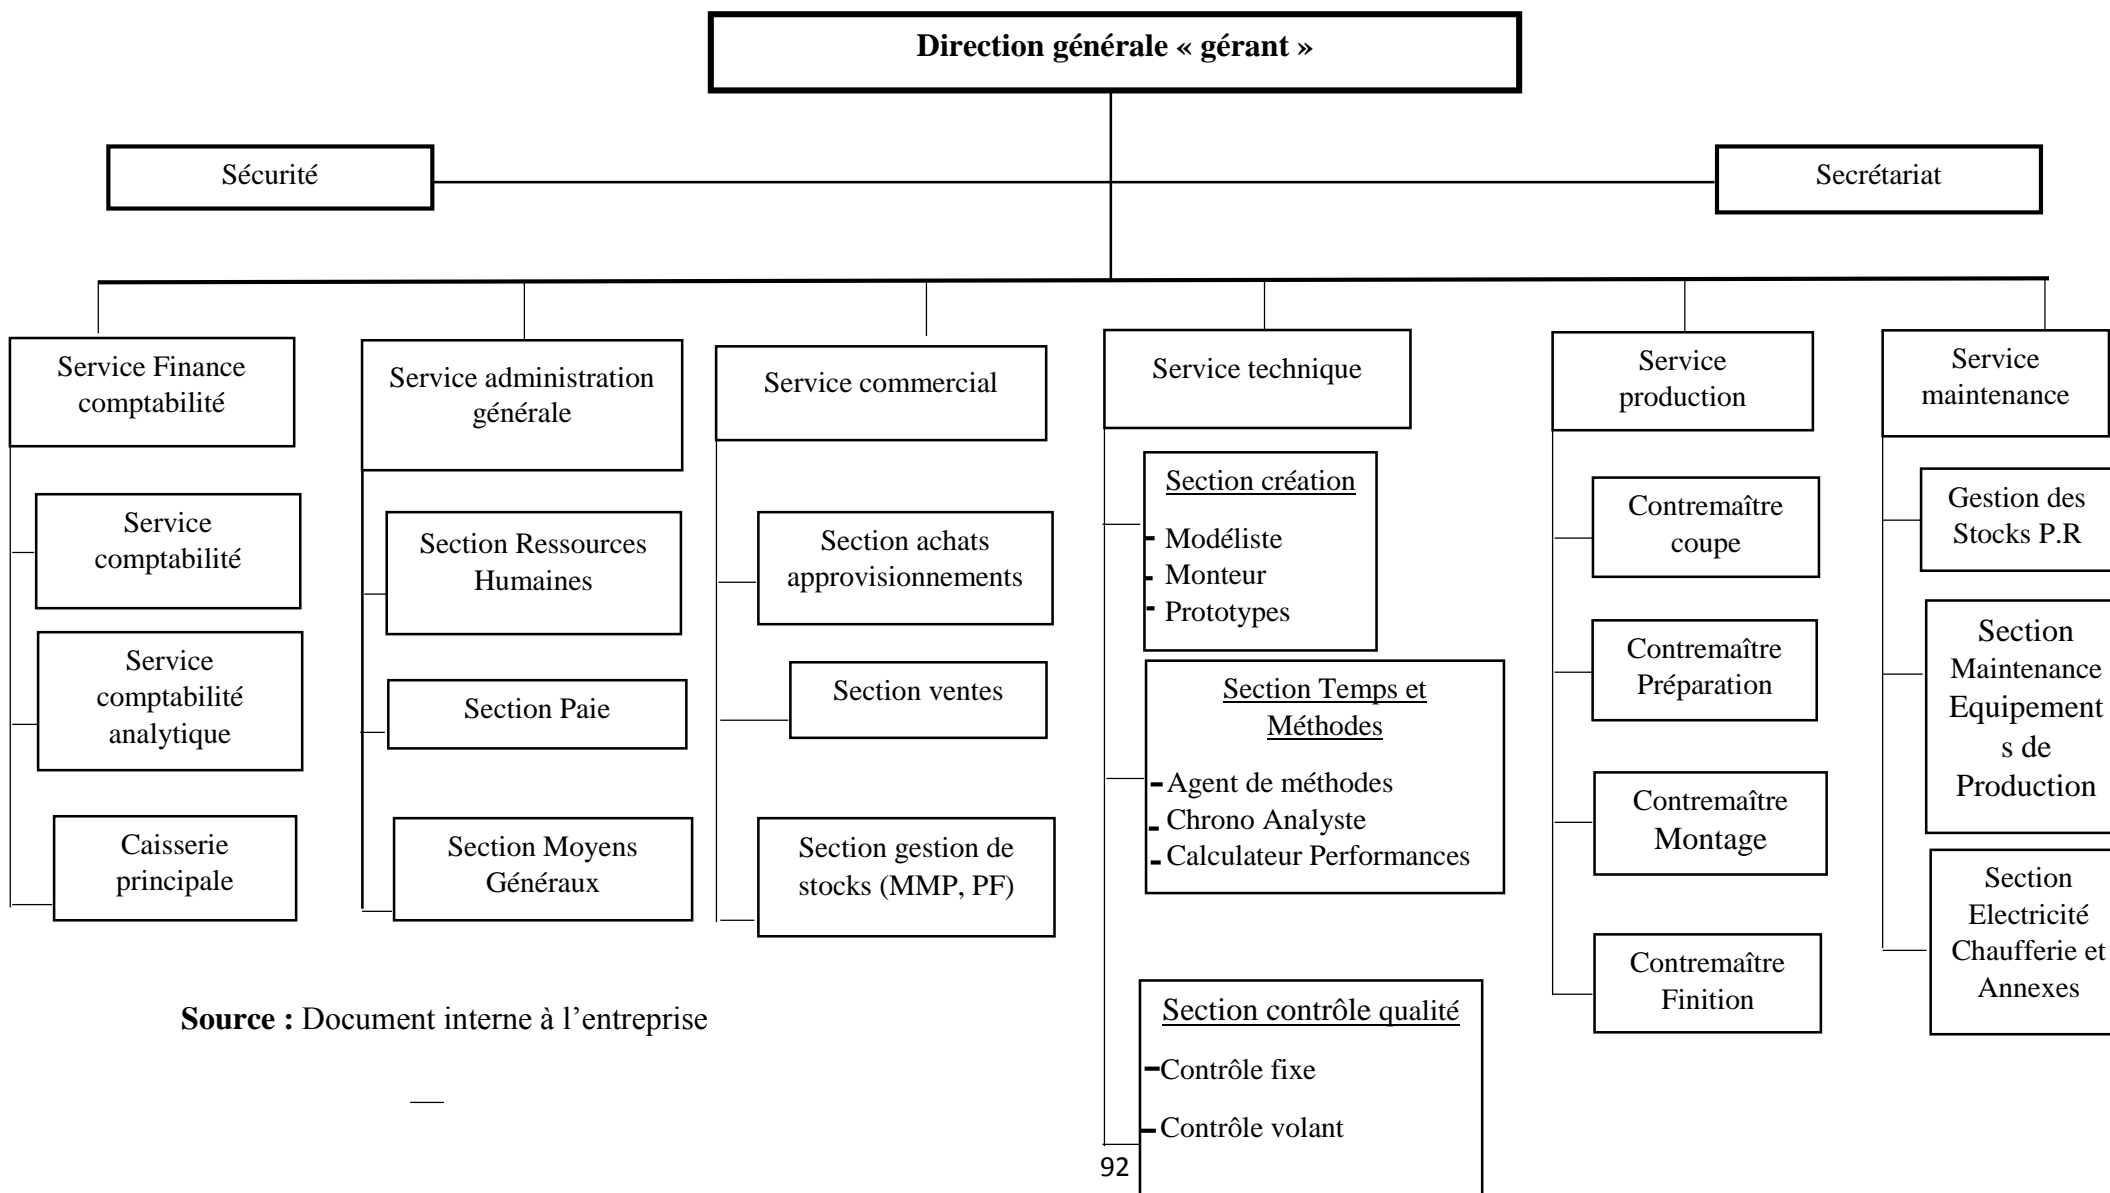 Direction générale « gérant »
Sécurité
Secrétariat
Service Finance
comptabilité
Service
comptabilité
Service
comptabilité
analytique
Caisserie
principale
Service administration
générale
Section Ressources
Humaines
Section Paie
Section Moyens
Généraux
Service commercial
Section achats
approvisionnements
Section ventes
Section gestion de
stocks (MMP, PF)
Service technique
Section création
- Modéliste
- Monteur
- Prototypes
Section Temps et
Méthodes
- Agent de méthodes
- Chrono Analyste
- Calculateur Performances
Section contrôle qualité
- Contrôle fixe
- Contrôle volant
Service
production
Contremaître
coupe
Contremaître
Préparation
Contremaître
Montage
Contremaître
Finition
Service
maintenance
Gestion des
Stocks P.R
Section
Maintenance
Equipement
s de
Production
Section
Electricité
Chaufferie et
Annexes
Source : Document interne à l’entreprise
92